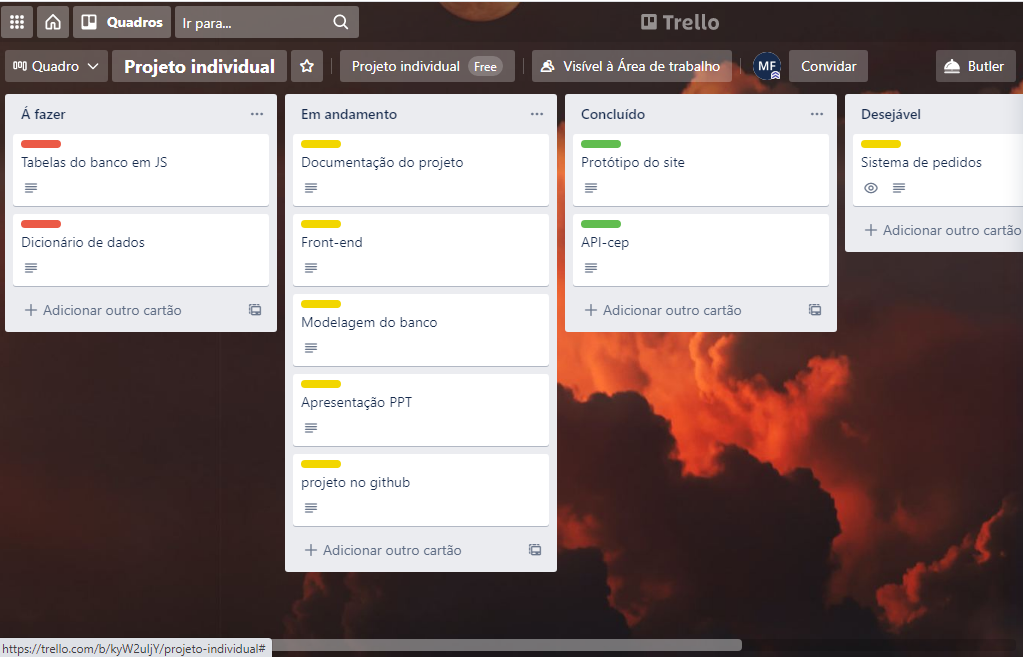 Quadros
Ir para...
Trello
Quadro
Projeto individual
Projeto individual Free
Visível à Área de trabalho
MF
Convidar
Butler
Á fazer
Tabelas do banco em JS
Dicionário de dados
Adicionar outro cartão
Em andamento
Documentação do projeto
Front-end
Modelagem do banco
Apresentação PPT
projeto no github
Adicionar outro cartão
Concluído
Protótipo do site
API-cep
Adicionar outro cartão
Desejável
Sistema de pedidos
Adicionar outro cartão
https://trello.com/b/kyW2uljY/projeto-individual#